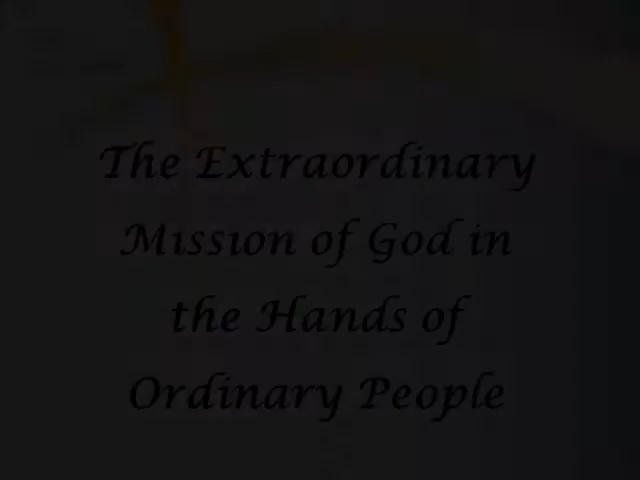 The Extraordinary
Mission of God in
the Hands of
Ordinary People